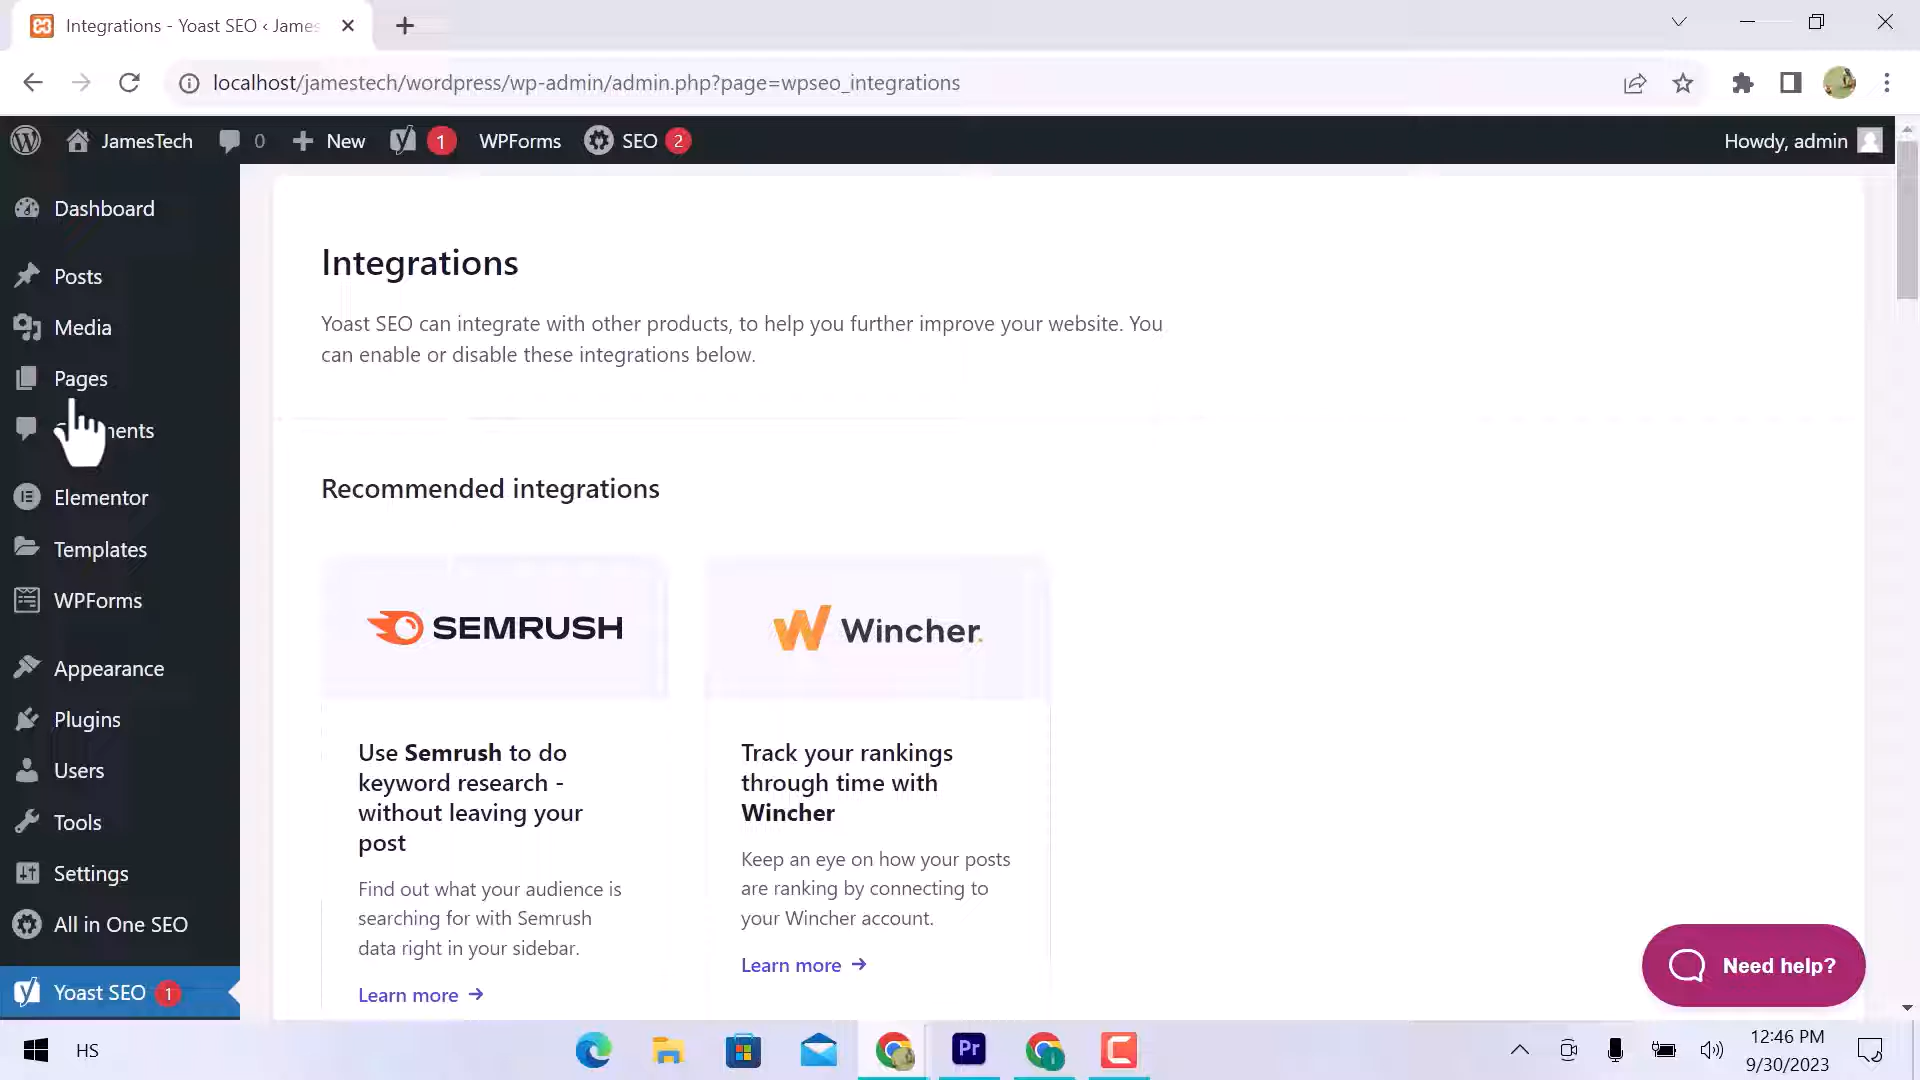 Integrations - Yoast SEO ‹ James
localhost/jamestech/wordpress/wp-admin/admin.php?page=wpseo_integrations
JamesTech 0 New 1 WPForms SEO 2 Howdy, admin
Dashboard
Posts
Media
Pages
Elementor
Templates
WPForms
Appearance
Plugins
Users
Tools
Settings
All in One SEO
Yoast SEO 1
Integrations
Yoast SEO can integrate with other products, to help you further improve your website. You
can enable or disable these integrations below.
Recommended integrations
SEMRUSH
Use Semrush to do
keyword research -
without leaving your
post
Find out what your audience is
searching for with Semrush
data right in your sidebar.
Learn more →
Wincher.
Track your rankings
through time with
Wincher
Keep an eye on how your posts
are ranking by connecting to
your Wincher account.
Learn more →
Need help?
HS
Pr
12:46 PM
9/30/2023